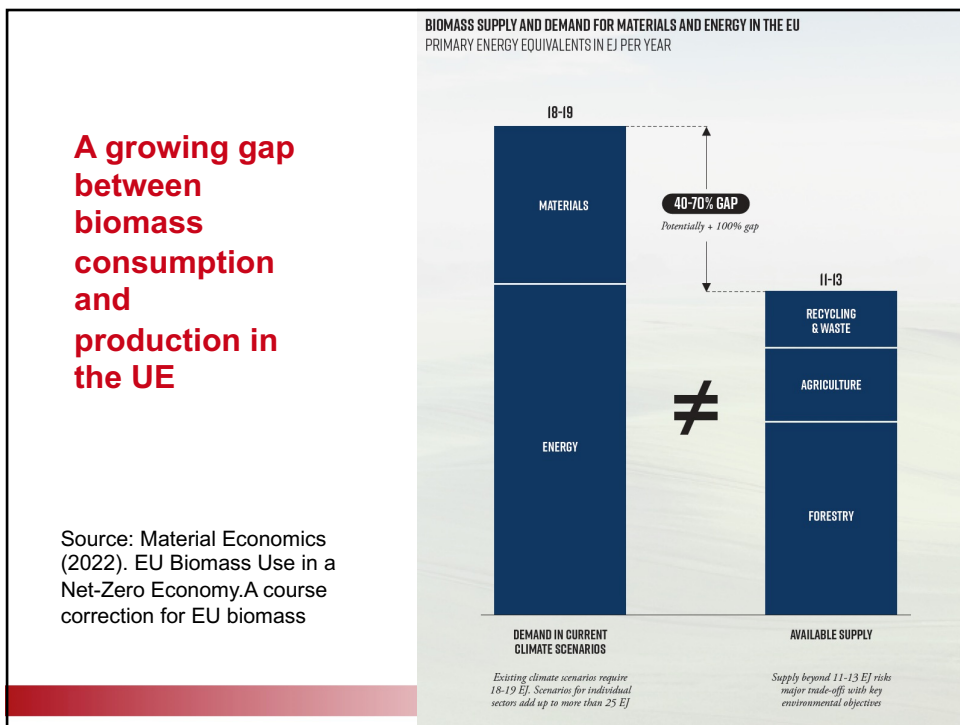 A growing gap
between
biomass
consumption
and
production in
the UE
Source: Material Economics
(2022). EU Biomass Use in a
Net-Zero Economy.A course
correction for EU biomass
BIOMASS SUPPLY AND DEMAND FOR MATERIALS AND ENERGY IN THE EU
PRIMARY ENERGY EQUIVALENTS IN EJ PER YEAR
18-19
MATERIALS
ENERGY
40-70% GAP
Potentially + 100% gap
≠
11-13
RECYCLING
& WASTE
AGRICULTURE
FORESTRY
DEMAND IN CURRENT
CLIMATE SCENARIOS
Existing climate scenarios require
18-19 EJ. Scenarios for individual
sectors add up to more than 25 EJ
AVAILABLE SUPPLY
Supply beyond 11-13 EJ risks
major trade-offs with key
environmental objectives